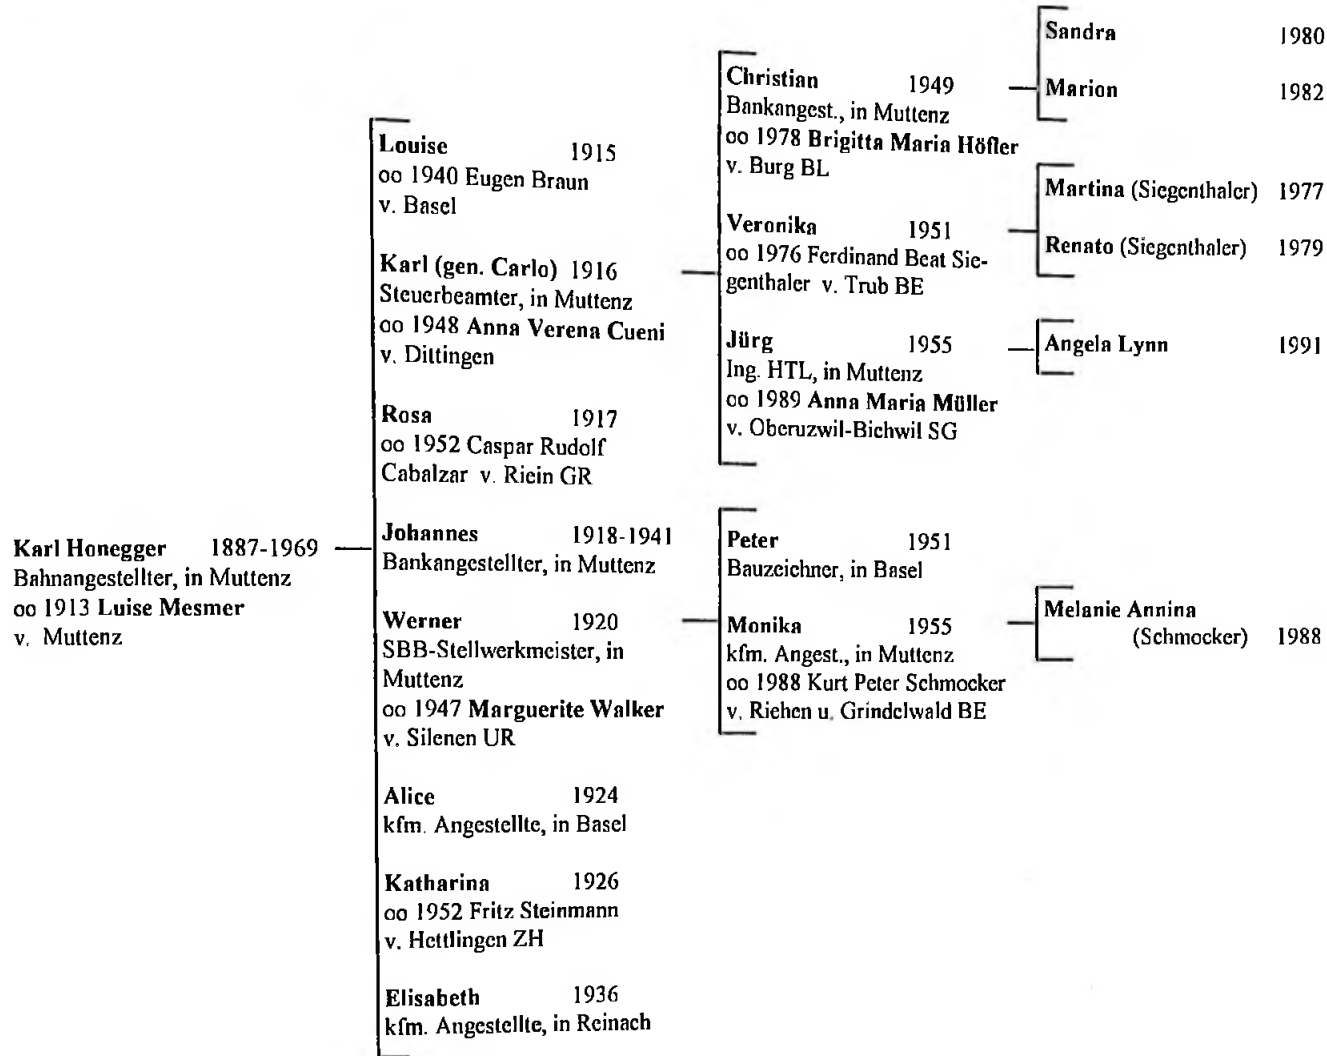 Karl Honegger 1887-1969
Bahnangestellter, in Muttenz
oo 1913 Luise Mesmer
v. Muttenz
Louise 1915
oo 1940 Eugen Braun
v. Basel
Karl (gen. Carlo) 1916
Steuerbeamter, in Muttenz
oo 1948 Anna Verena Cueni
v. Dittingen
Rosa 1917
oo 1952 Caspar Rudolf
Cabalzar v. Riein GR
Johannes 1918-1941
Bankangestellter, in Muttenz
Werner 1920
SBB-Stellwerkmeister, in
Muttenz
oo 1947 Marguerite Walker
v. Silenen UR
Alice 1924
kfm. Angestellte, in Basel
Katharina 1926
oo 1952 Fritz Steinmann
v. Hettlingen ZH
Elisabeth 1936
kfm. Angestellte, in Reinach
Christian 1949
Bankangest., in Muttenz
oo 1978 Brigitta Maria Höfler
v. Burg BL
Veronika 1951
oo 1976 Ferdinand Beat Sie-
genthaler v. Trub BE
Jürg 1955
Ing. HTL, in Muttenz
oo 1989 Anna Maria Müller
v. Oberuzwil-Bichwil SG
Peter 1951
Bauzeichner, in Basel
Monika 1955
kfm. Angest., in Muttenz
oo 1988 Kurt Peter Schmocker
v. Riehen u. Grindelwald BE
Sandra 1980
Marion 1982
Martina (Siegenthaler) 1977
Renato (Siegenthaler) 1979
Angela Lynn 1991
Melanie Annina
(Schmocker) 1988